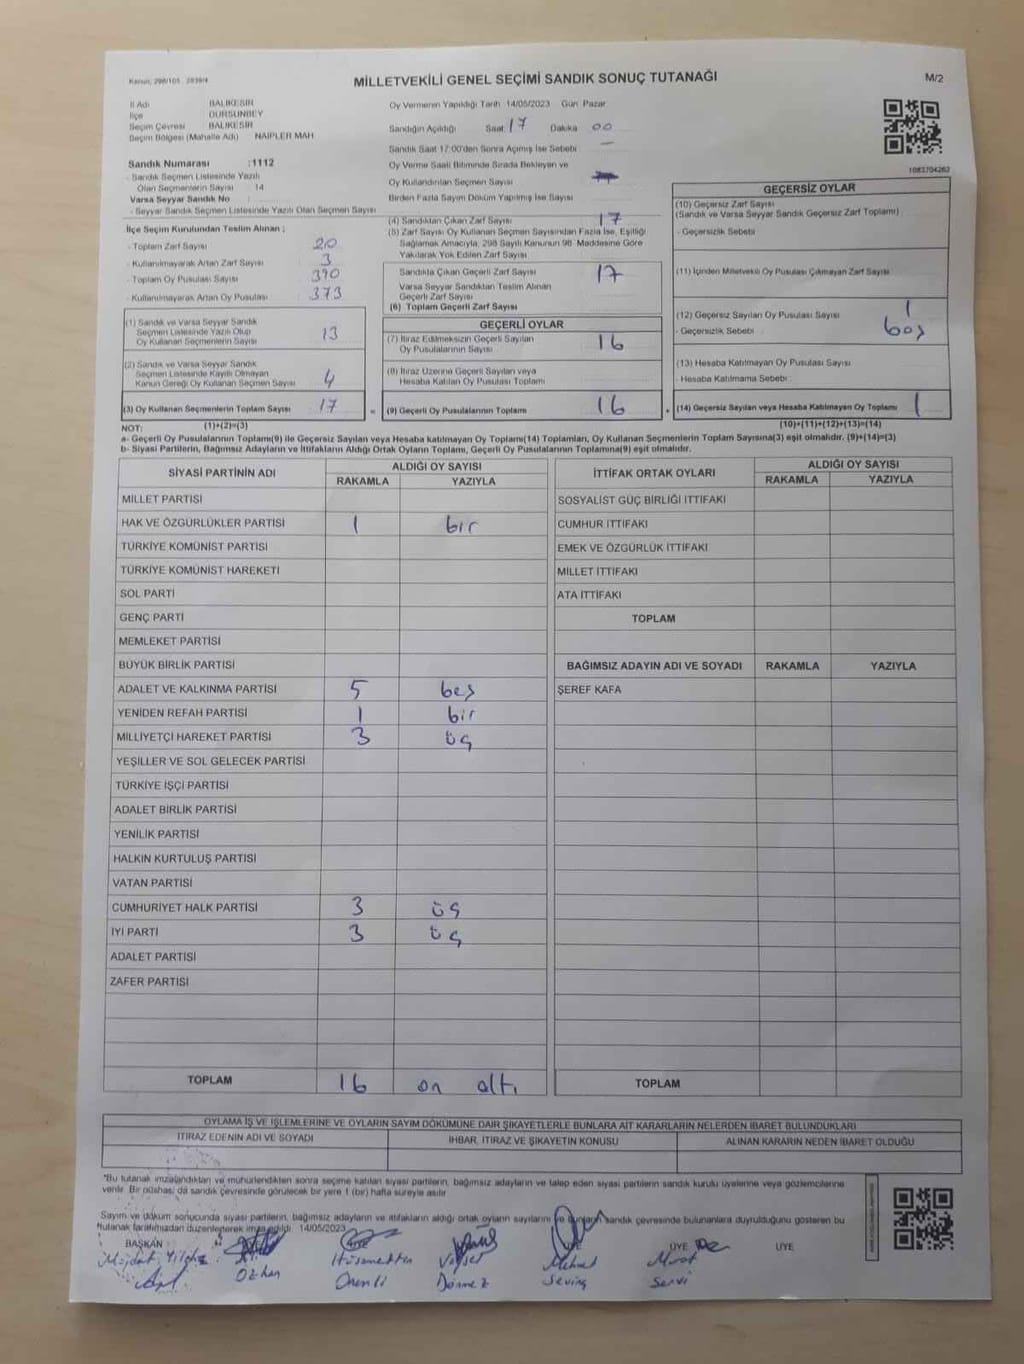 Kanun, 298/105 2839/4
MİLLETVEKİLİ GENEL SEÇİMİ SANDIK SONUÇ TUTANAĞI
M/2
İl Adı BALIKESİR
İlçe DURSUNBEY
Seçim Çevresi BALIKESİR
Seçim Bölgesi (Mahalle Adı) NAİPLER MAH
Sandık Numarası :1112
- Sandık Seçmen Listesinde Yazılı
Olan Seçmenlerin Sayısı 14
Varsa Seyyar Sandık No
- Seyyar Sandık Seçmen Listesinde Yazılı Olan Seçmen Sayısı
İlçe Seçim Kurulundan Teslim Alınan ;
- Toplam Zarf Sayısı 20
- Kullanılmayarak Artan Zarf Sayısı 3
- Toplam Oy Pusulası Sayısı 390
- Kullanılmayarak Artan Oy Pusulası 373
Oy Vermenin Yapıldığı Tarih 14/05/2023 Gün Pazar
Sandığın Açıldığı Saat 17 Dakika 00
Sandık Saat 17:00'den Sonra Açılmış İse Sebebi —
Oy Verme Saati Bitiminde Sırada Bekleyen ve
Oy Kullandırılan Seçmen Sayısı
Birden Fazla Sayım Döküm Yapılmış İse Sayısı
(4) Sandıktan Çıkan Zarf Sayısı 17
(5) Zarf Sayısı Oy Kullanan Seçmen Sayısından Fazla İse, Eşitliği
Sağlamak Amacıyla, 298 Sayılı Kanunun 98. Maddesine Göre
Yakılarak Yok Edilen Zarf Sayısı
Sandıkta Çıkan Geçerli Zarf Sayısı 17
Varsa Seyyar Sandıktan Teslim Alınan
Geçerli Zarf Sayısı
(6) Toplam Geçerli Zarf Sayısı
1083704262
GEÇERSİZ OYLAR
(10) Geçersiz Zarf Sayısı
(Sandık ve Varsa Seyyar Sandık Geçersiz Zarf Toplamı)
- Geçersizlik Sebebi
(11) İçinden Milletvekili Oy Pusulası Çıkmayan Zarf Sayısı
(12) Geçersiz Sayılan Oy Pusulası Sayısı 1
- Geçersizlik Sebebi boş
(13) Hesaba Katılmayan Oy Pusulası Sayısı
- Hesaba Katılmama Sebebi
(14) Geçersiz Sayılan veya Hesaba Katılmayan Oy Toplamı 1
(10)+(11)+(12)+(13)=(14)
(1) Sandık ve Varsa Seyyar Sandık
Seçmen Listesinde Yazılı Olup
Oy Kullanan Seçmenlerin Sayısı 13
(2) Sandık ve Varsa Seyyar Sandık
Seçmen Listesinde Kayıtlı Olmayan
Kanun Gereği Oy Kullanan Seçmen Sayısı 4
(3) Oy Kullanan Seçmenlerin Toplam Sayısı 17
GEÇERLİ OYLAR
(7) İtiraz Edilmeksizin Geçerli Sayılan
Oy Pusulalarının Sayısı 16
(8) İtiraz Üzerine Geçerli Sayılan veya
Hesaba Katılan Oy Pusulası Toplamı
= (9) Geçerli Oy Pusulalarının Toplamı 16 +
NOT: (1)+(2)=(3)
a- Geçerli Oy Pusulalarının Toplamı(9) ile Geçersiz Sayılan veya Hesaba katılmayan Oy Toplamı(14) Toplamları, Oy Kullanan Seçmenlerin Toplam Sayısına(3) eşit olmalıdır. (9)+(14)=(3)
b- Siyasi Partilerin, Bağımsız Adayların ve İttifakların Aldığı Ortak Oyların Toplamı, Geçerli Oy Pusulalarının Toplamına(9) eşit olmalıdır.
SİYASİ PARTİNİN ADI ALDIĞI OY SAYISI
RAKAMLA YAZIYLA
MİLLET PARTİSİ
HAK VE ÖZGÜRLÜKLER PARTİSİ 1 bir
TÜRKİYE KOMÜNİST PARTİSİ
TÜRKİYE KOMÜNİST HAREKETİ
SOL PARTİ
GENÇ PARTİ
MEMLEKET PARTİSİ
BÜYÜK BİRLİK PARTİSİ
ADALET VE KALKINMA PARTİSİ 5 beş
YENİDEN REFAH PARTİSİ 1 bir
MİLLİYETÇİ HAREKET PARTİSİ 3 üç
YEŞİLLER VE SOL GELECEK PARTİSİ
TÜRKİYE İŞÇİ PARTİSİ
ADALET BİRLİK PARTİSİ
YENİLİK PARTİSİ
HALKIN KURTULUŞ PARTİSİ
VATAN PARTİSİ
CUMHURİYET HALK PARTİSİ 3 üç
İYİ PARTİ 3 üç
ADALET PARTİSİ
ZAFER PARTİSİ
TOPLAM 16 on altı
İTTİFAK ORTAK OYLARI ALDIĞI OY SAYISI
RAKAMLA YAZIYLA
SOSYALİST GÜÇ BİRLİĞİ İTTİFAKI
CUMHUR İTTİFAKI
EMEK VE ÖZGÜRLÜK İTTİFAKI
MİLLET İTTİFAKI
ATA İTTİFAKI
TOPLAM
BAĞIMSIZ ADAYIN ADI VE SOYADI RAKAMLA YAZIYLA
ŞEREF KAFA
TOPLAM
OYLAMA İŞ VE İŞLEMLERİNE VE OYLARIN SAYIM DÖKÜMÜNE DAİR ŞİKAYETLERLE BUNLARA AİT KARARLARIN NELERDEN İBARET BULUNDUKLARI
İTİRAZ EDENİN ADI VE SOYADI İHBAR, İTİRAZ VE ŞİKAYETİN KONUSU ALINAN KARARIN NEDEN İBARET OLDUĞU
"Bu tutanak imzalandıktan ve mühürlendikten sonra seçime katılan siyasi partilerin, bağımsız adayların ve talep eden siyasi partilerin sandık kurulu üyelerine veya gözlemcilerine
verilir. Bir nüshası da sandık çevresinde görülecek bir yere 1 (bir) hafta süreyle asılır.
Sayım ve döküm sonucunda siyasi partilerin, bağımsız adayların ve ittifakların aldığı ortak oyların sayılarını ve bunların sandık çevresinde bulunanlara duyrulduğunu gösteren bu
tutanak tarafımızdan düzenlenerek imza edildi. 14/05/2023
BAŞKAN ÜYE ÜYE
Müjdat Yıldız Özhan Hüsamettin Önenli Veysel Dönmez Mehmet Sevinç Murat Servi